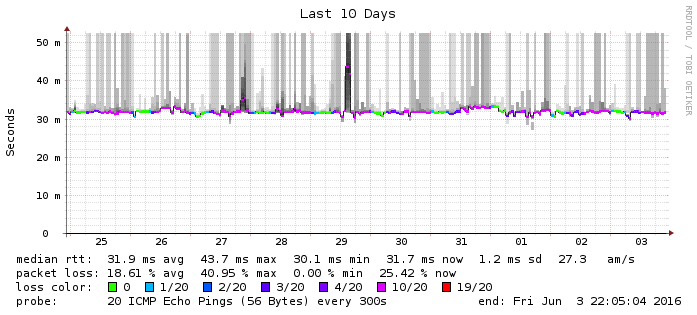 Last 10 Days
RRDTOOL / TOBI OETIKER
Seconds
50 m
40 m
30 m
20 m
10 m
0
25 26 27 28 29 30 31 01 02 03
median rtt: 31.9 ms avg 43.7 ms max 30.1 ms min 31.7 ms now 1.2 ms sd 27.3 am/s
packet loss: 18.61 % avg 40.95 % max 0.00 % min 25.42 % now
loss color: 0 1/20 2/20 3/20 4/20 10/20 19/20
probe: 20 ICMP Echo Pings (56 Bytes) every 300s end: Fri Jun 3 22:05:04 2016